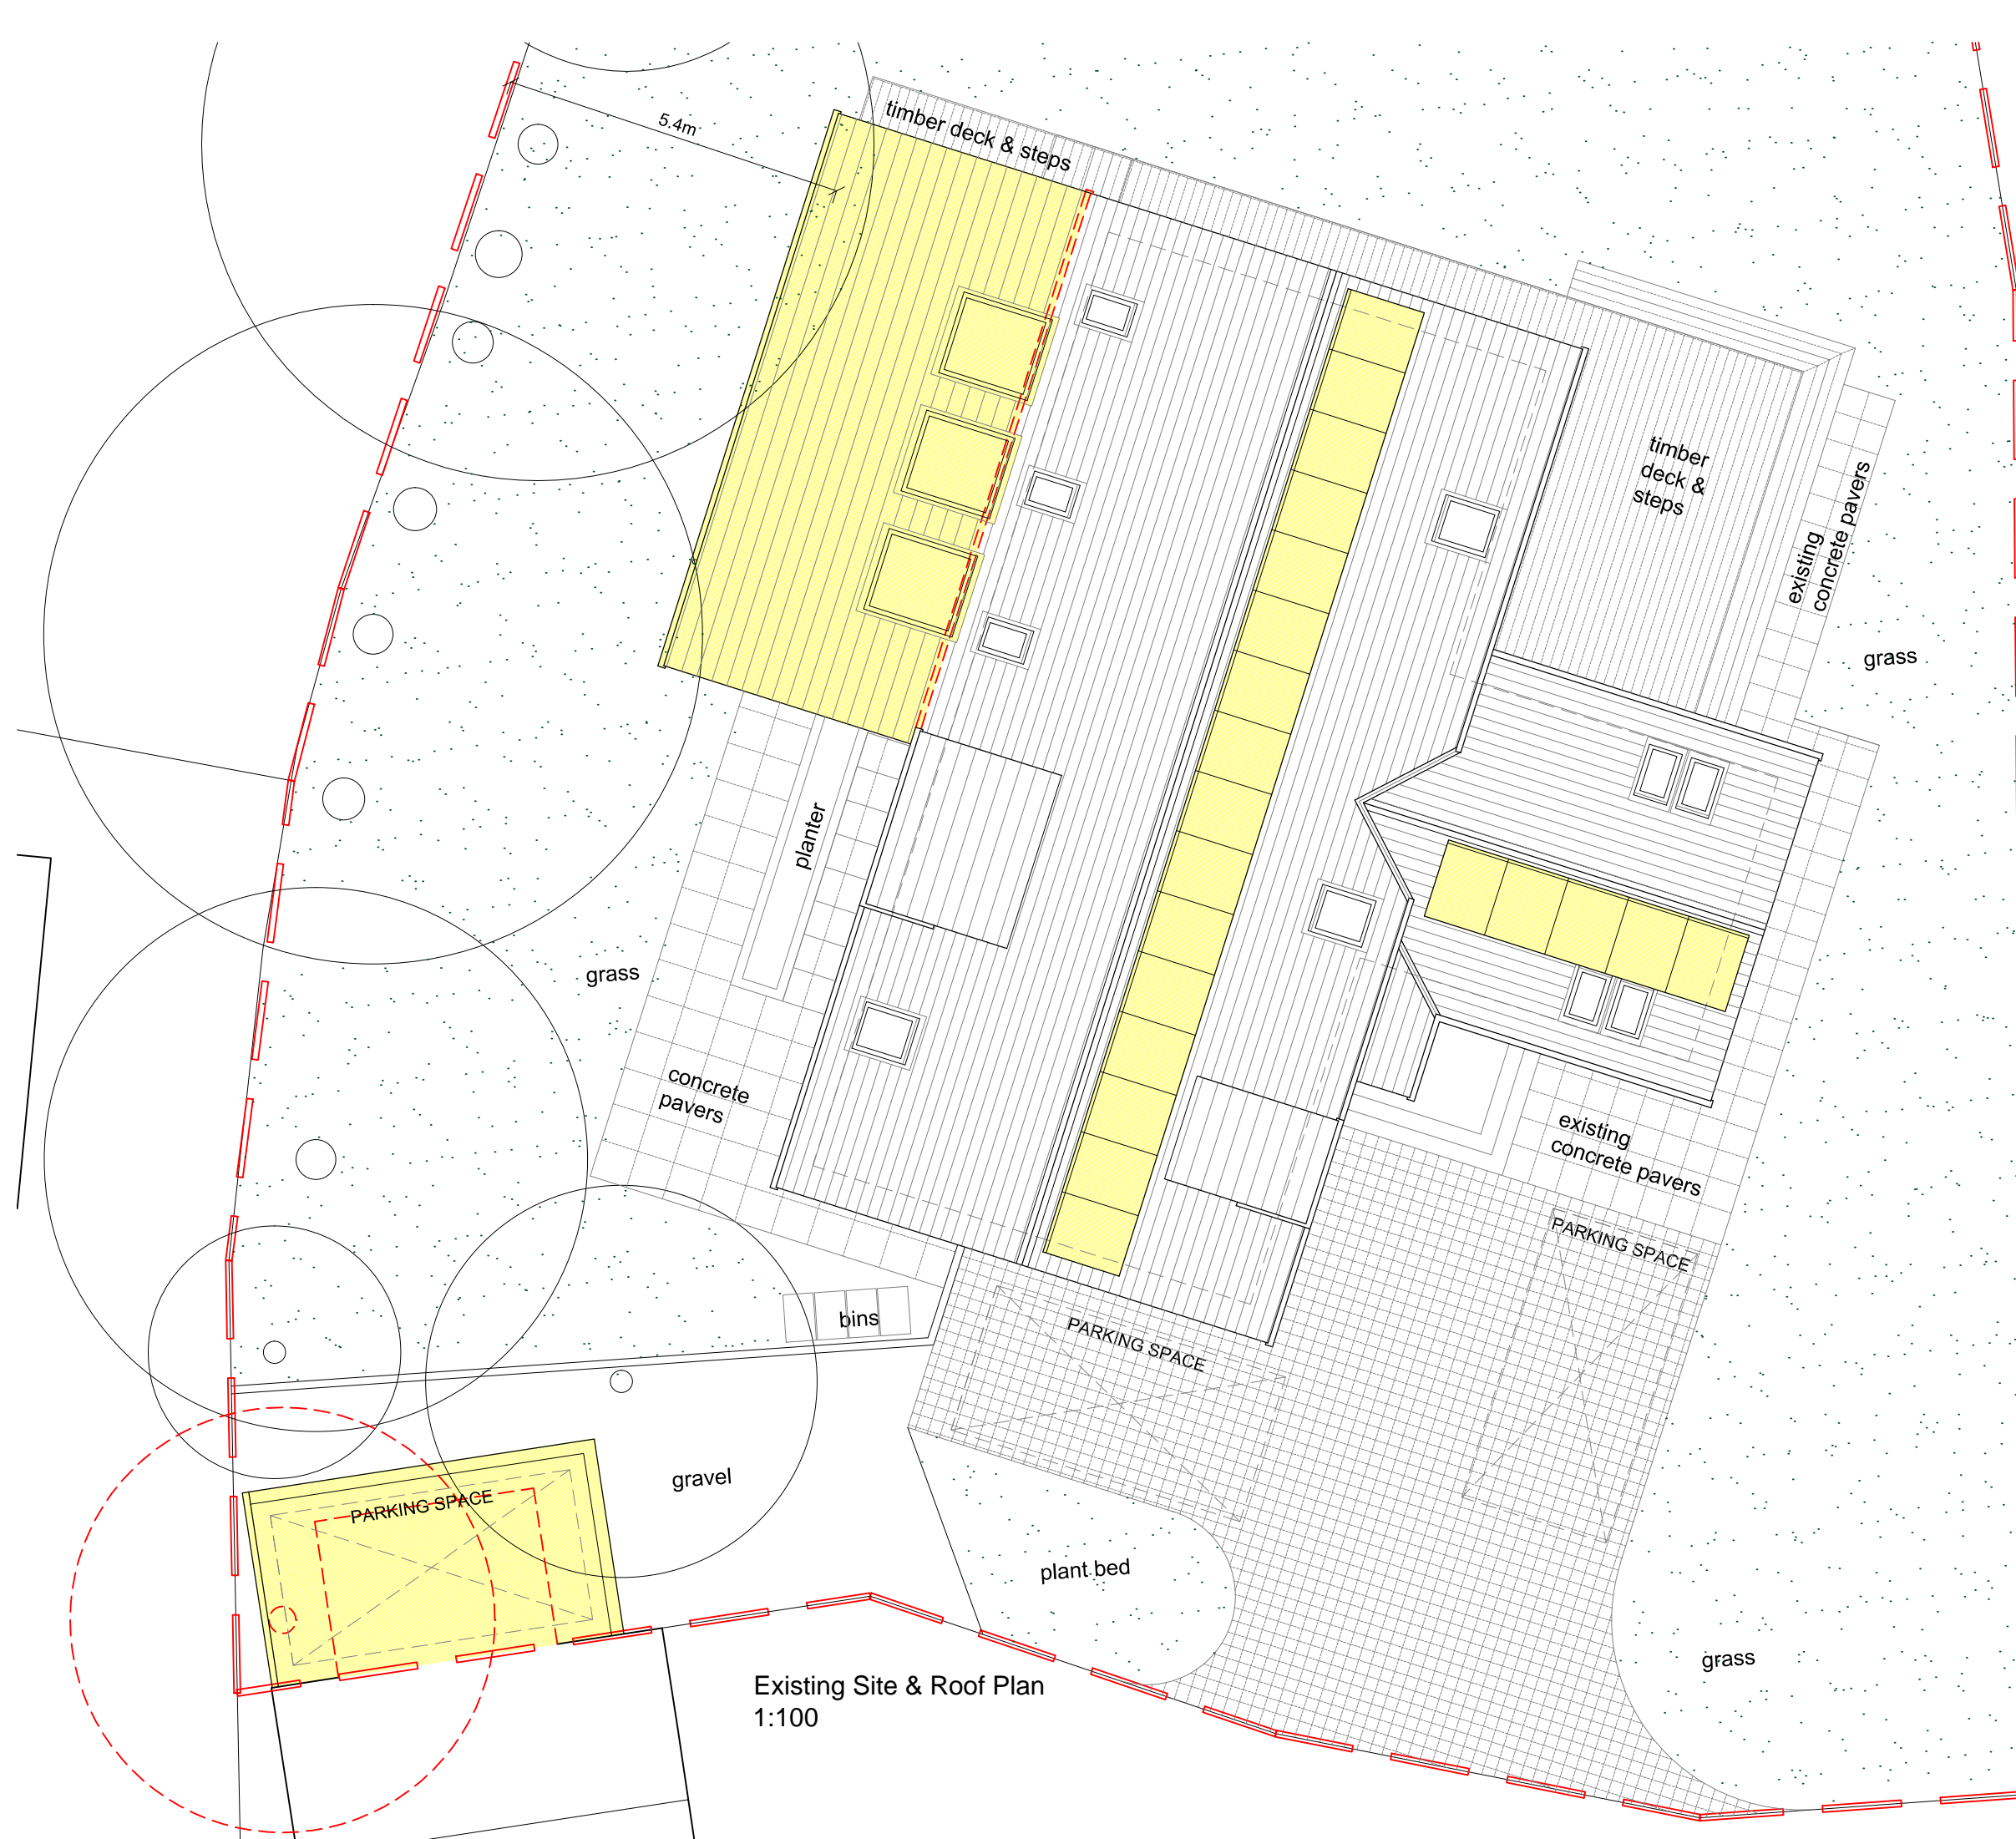 timber deck & steps
5.4m
timber
deck &
steps
existing
concrete pavers
grass
planter
grass
concrete
pavers
existing
concrete pavers
PARKING SPACE
bins
PARKING SPACE
gravel
PARKING SPACE
plant bed
grass
Existing Site & Roof Plan
1:100